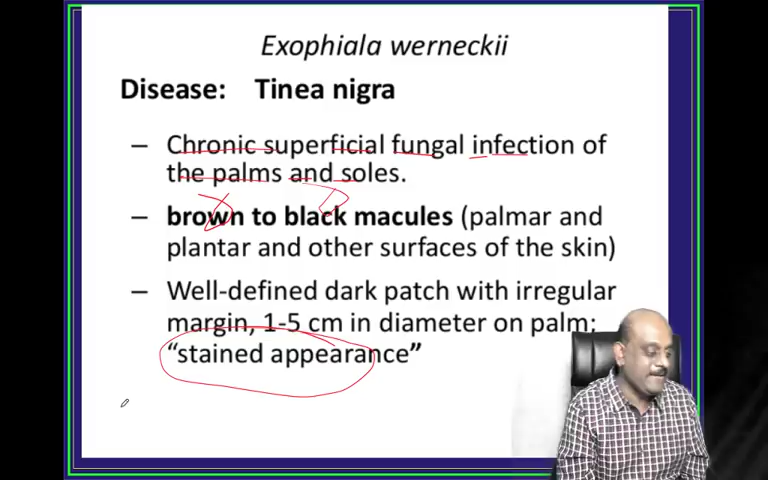 Exophiala werneckii
Disease: Tinea nigra
– Chronic superficial fungal infection of
the palms and soles.
– brown to black macules (palmar and
plantar and other surfaces of the skin)
– Well-defined dark patch with irregular
margin, 1-5 cm in diameter on palm;
“stained appearance”